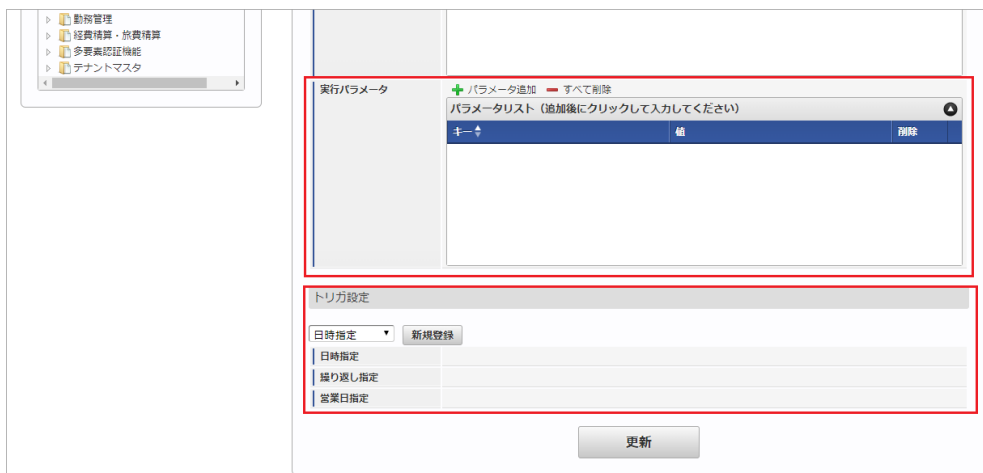 勤務管理
経費精算・旅費精算
多要素認証機能
テナントマスタ
実行パラメータ
パラメータ追加 すべて削除
パラメータリスト（追加後にクリックして入力してください）
キー 値 削除
トリガ設定
日時指定 新規登録
日時指定
繰り返し指定
営業日指定
更新